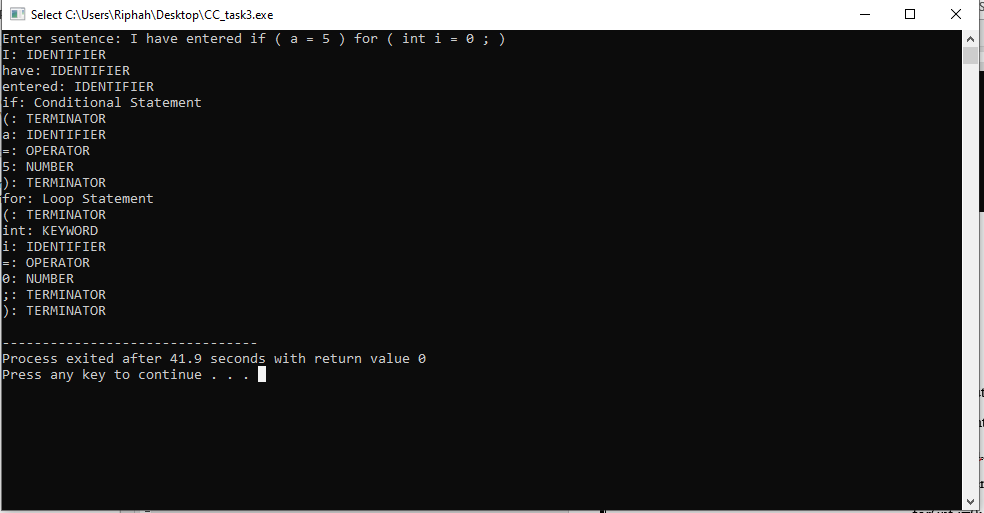 Select C:\Users\Riphah\Desktop\CC_task3.exe
Enter sentence: I have entered if ( a = 5 ) for ( int i = 0 ; )
I: IDENTIFIER
have: IDENTIFIER
entered: IDENTIFIER
if: Conditional Statement
(: TERMINATOR
a: IDENTIFIER
=: OPERATOR
5: NUMBER
): TERMINATOR
for: Loop Statement
(: TERMINATOR
int: KEYWORD
i: IDENTIFIER
=: OPERATOR
0: NUMBER
;: TERMINATOR
): TERMINATOR
--------------------------------
Process exited after 41.9 seconds with return value 0
Press any key to continue . . .